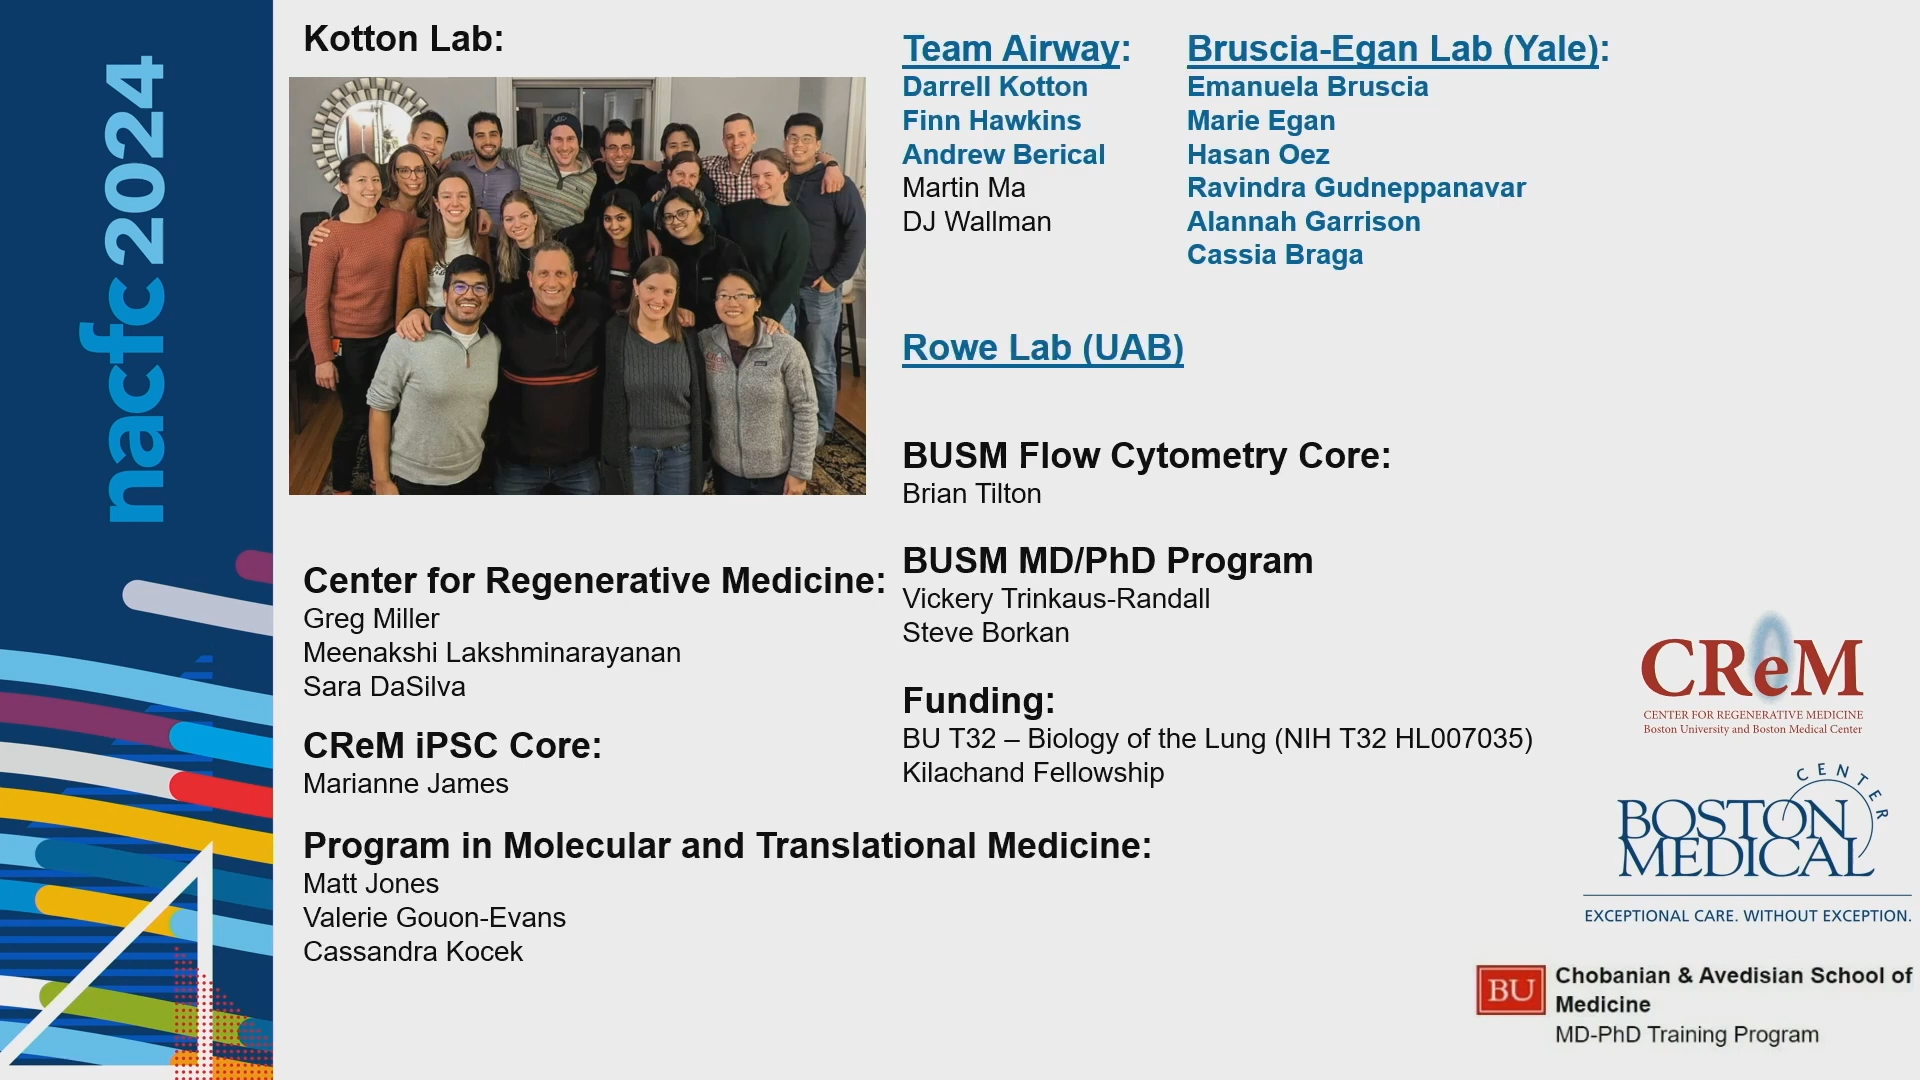 nacfc2024
Kotton Lab:
Center for Regenerative Medicine:
Greg Miller
Meenakshi Lakshminarayanan
Sara DaSilva
CReM iPSC Core:
Marianne James
Program in Molecular and Translational Medicine:
Matt Jones
Valerie Gouon-Evans
Cassandra Kocek
Team Airway:
Darrell Kotton
Finn Hawkins
Andrew Berical
Martin Ma
DJ Wallman
Bruscia-Egan Lab (Yale):
Emanuela Bruscia
Marie Egan
Hasan Oez
Ravindra Gudneppanavar
Alannah Garrison
Cassia Braga
Rowe Lab (UAB)
BUSM Flow Cytometry Core:
Brian Tilton
BUSM MD/PhD Program
Vickery Trinkaus-Randall
Steve Borkan
Funding:
BU T32 – Biology of the Lung (NIH T32 HL007035)
Kilachand Fellowship
CReM
CENTER FOR REGENERATIVE MEDICINE
Boston University and Boston Medical Center
BOSTON
MEDICAL
CENTER
EXCEPTIONAL CARE. WITHOUT EXCEPTION.
BU
Chobanian & Avedisian School of
Medicine
MD-PhD Training Program